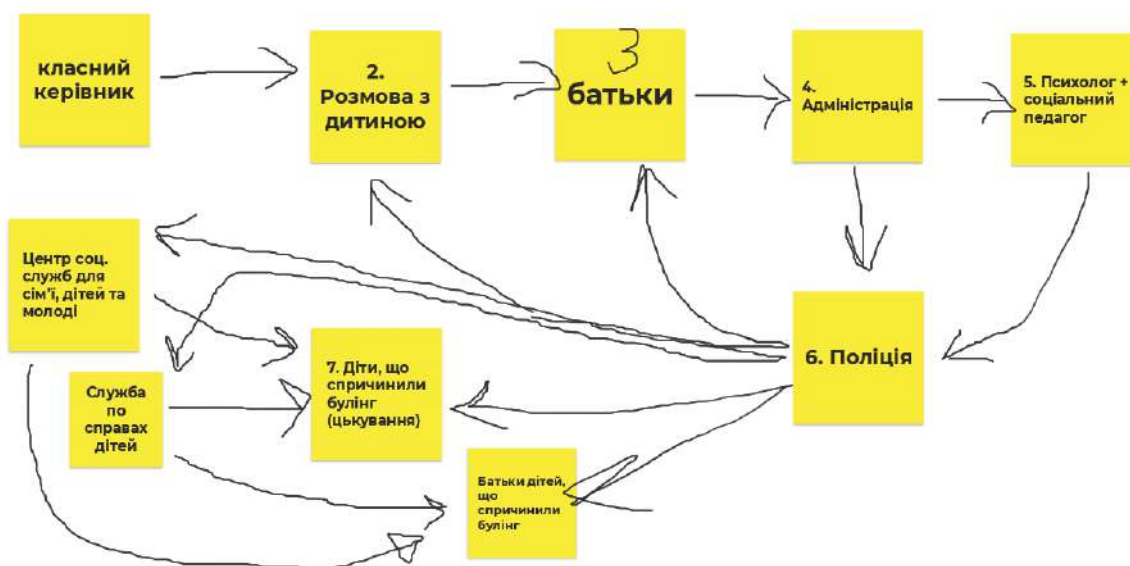 класний
керівник
2.
Розмова з
дитиною
3
батьки
4.
Адміністрація
5. Психолог +
соціальний
педагог
Центр соц.
служб для
сім'ї, дітей та
молоді
Служба
по
справах
дітей
7. Діти, що
спричинили
булінг
(цькування)
6. Поліція
Батьки дітей,
що
спричинили
булінг